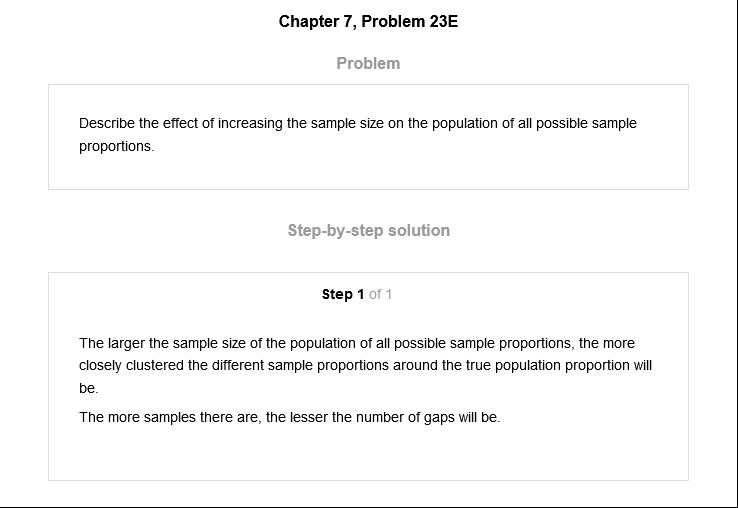 Chapter 7, Problem 23E
Problem
Describe the effect of increasing the sample size on the population of all possible sample
proportions.
Step-by-step solution
Step 1 of 1
The larger the sample size of the population of all possible sample proportions, the more
closely clustered the different sample proportions around the true population proportion will
be.
The more samples there are, the lesser the number of gaps will be.